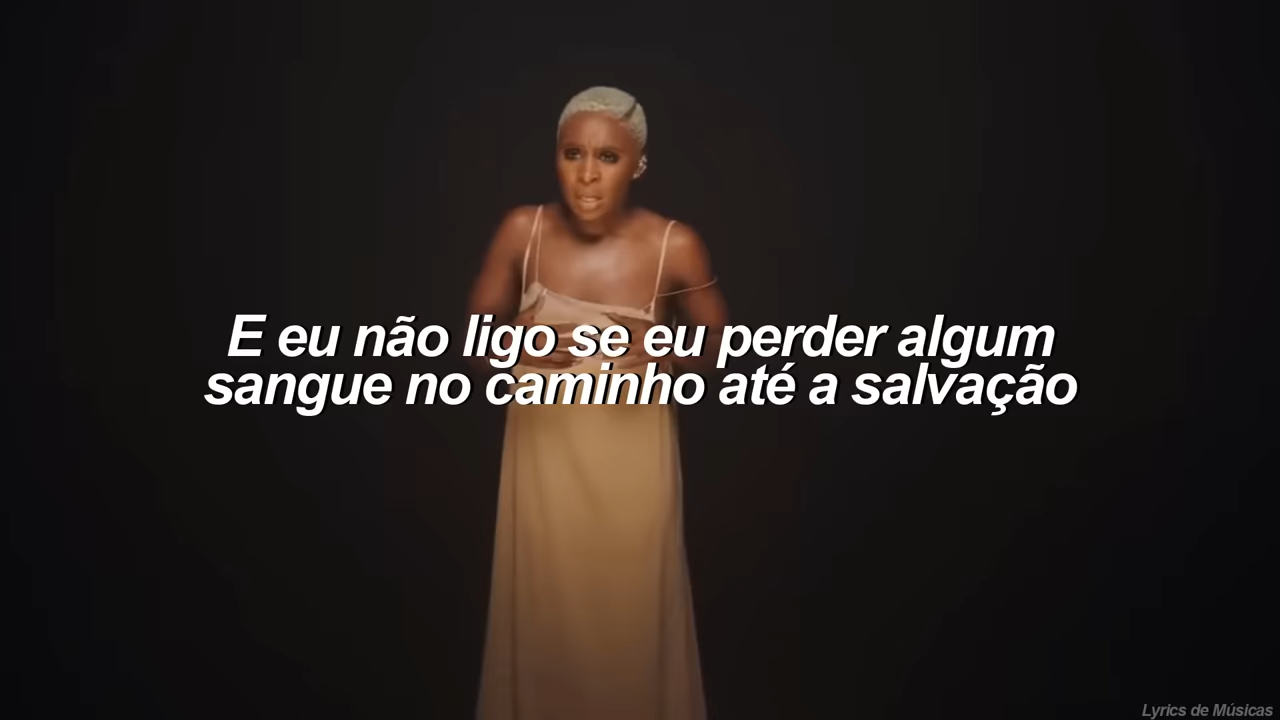 E eu não ligo se eu perder algum
sangue no caminho até a salvação
Lyrics de Músicas